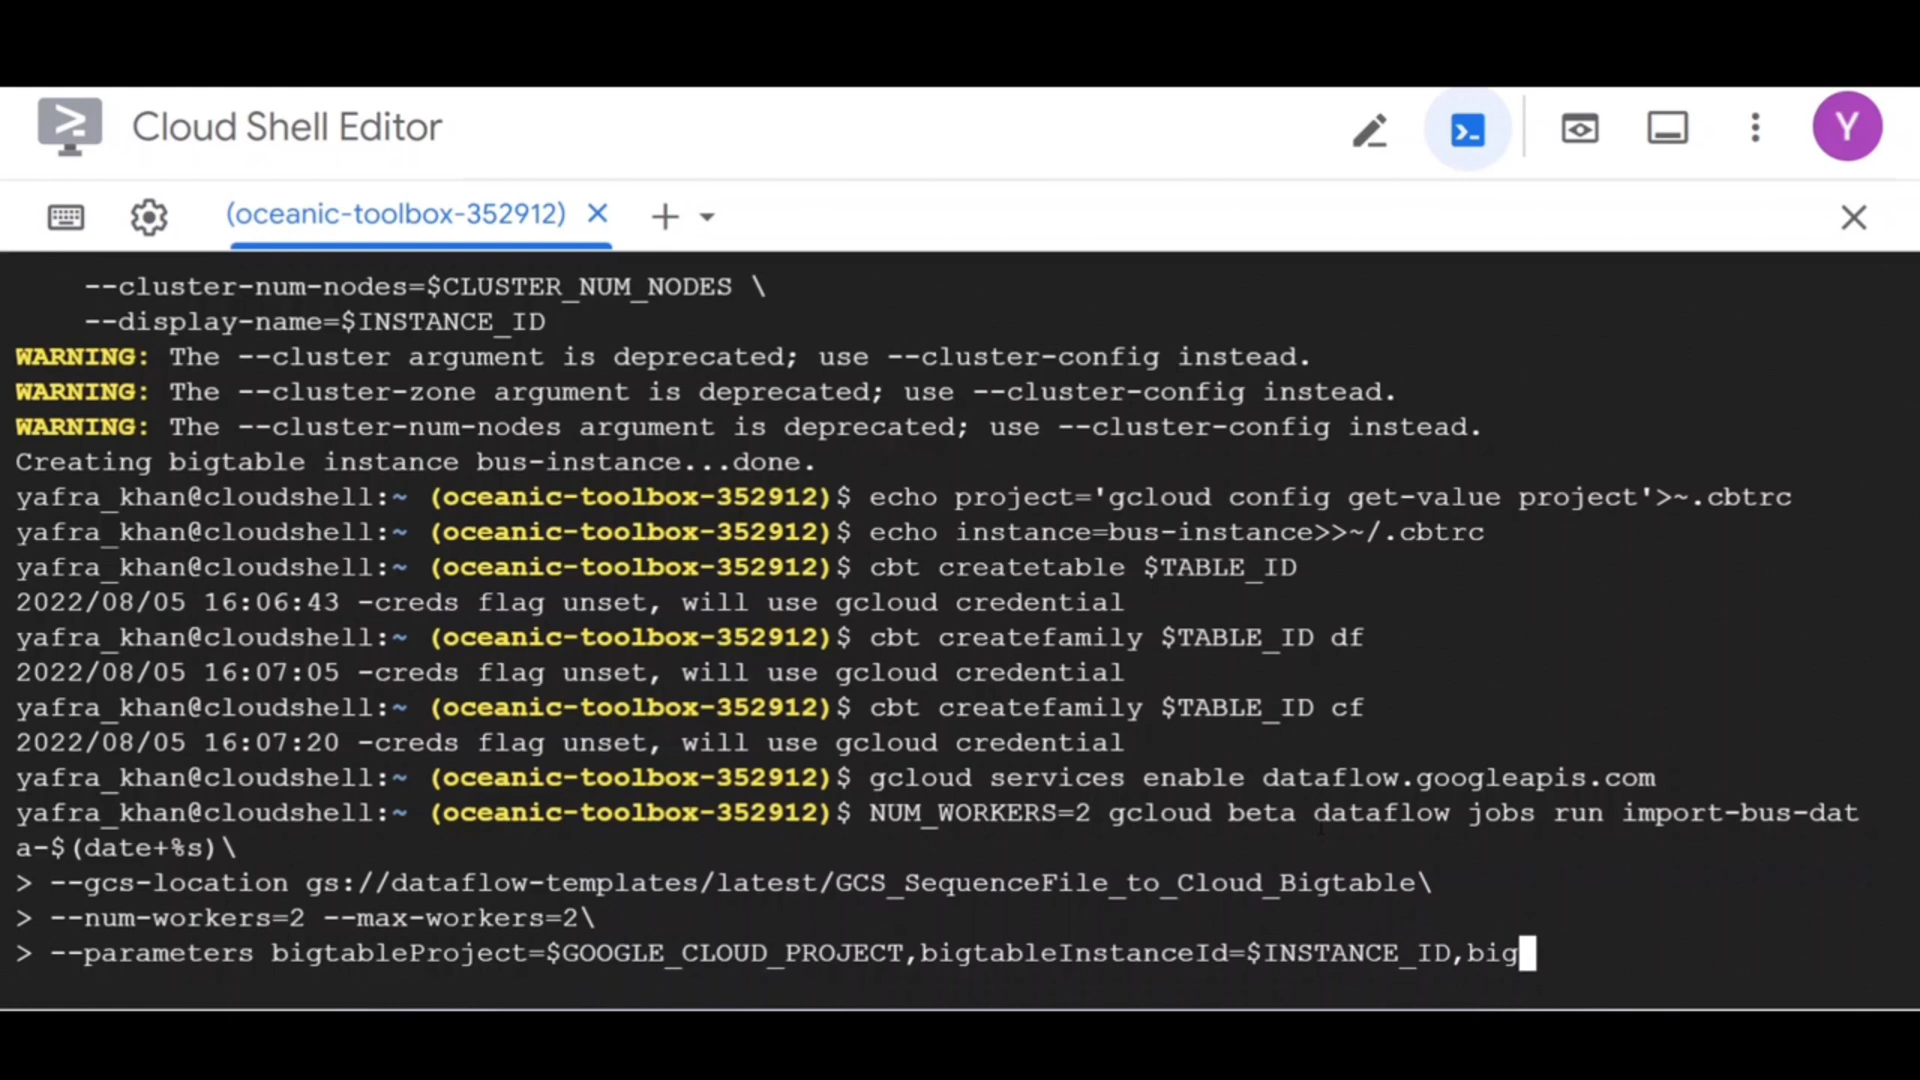 Cloud Shell Editor
Y
(oceanic-toolbox-352912)
--cluster-num-nodes=$CLUSTER_NUM_NODES \
--display-name=$INSTANCE_ID
WARNING: The --cluster argument is deprecated; use --cluster-config instead.
WARNING: The --cluster-zone argument is deprecated; use --cluster-config instead.
WARNING: The --cluster-num-nodes argument is deprecated; use --cluster-config instead.
Creating bigtable instance bus-instance...done.
yafra_khan@cloudshell:~ (oceanic-toolbox-352912)$ echo project='gcloud config get-value project'>~.cbtrc
yafra_khan@cloudshell:~ (oceanic-toolbox-352912)$ echo instance=bus-instance>>~/.cbtrc
yafra_khan@cloudshell:~ (oceanic-toolbox-352912)$ cbt createtable $TABLE_ID
2022/08/05 16:06:43 -creds flag unset, will use gcloud credential
yafra_khan@cloudshell:~ (oceanic-toolbox-352912)$ cbt createfamily $TABLE_ID df
2022/08/05 16:07:05 -creds flag unset, will use gcloud credential
yafra_khan@cloudshell:~ (oceanic-toolbox-352912)$ cbt createfamily $TABLE_ID cf
2022/08/05 16:07:20 -creds flag unset, will use gcloud credential
yafra_khan@cloudshell:~ (oceanic-toolbox-352912)$ gcloud services enable dataflow.googleapis.com
yafra_khan@cloudshell:~ (oceanic-toolbox-352912)$ NUM_WORKERS=2 gcloud beta dataflow jobs run import-bus-dat
a-$(date+%s)\
> --gcs-location gs://dataflow-templates/latest/GCS_SequenceFile_to_Cloud_Bigtable\
> --num-workers=2 --max-workers=2\
> --parameters bigtableProject=$GOOGLE_CLOUD_PROJECT,bigtableInstanceId=$INSTANCE_ID,big